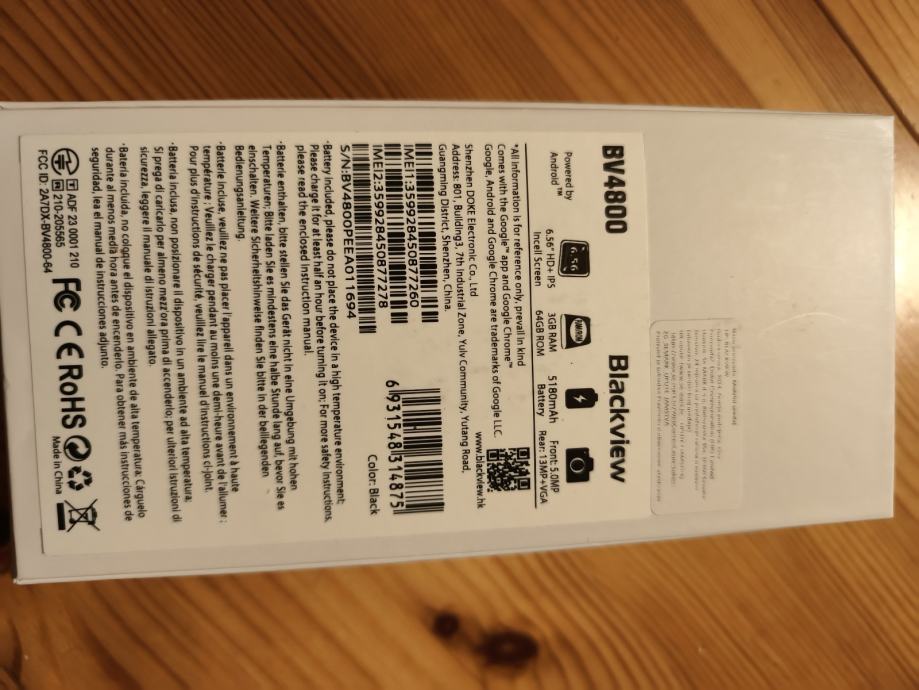 BV4800
Blackview
Powered by
Android™
6.56
6.56" HD+ IPS
Incell Screen
3GB RAM
64GB ROM
5180mAh
Battery
Front: 5.0MP
Rear: 13MP+VGA
*All information is for reference only, prevail in kind
Comes with the Google™ app and Google Chrome™
Google, Android and Google Chrome are trademarks of Google LLC.
www.blackview.hk
Shenzhen DOKE Electronic Co., Ltd
Address: 801, Building3, 7th Industrial Zone, Yulv Community, Yutang Road,
Guangming District, Shenzhen, China.
IMEI1:359928450877260
IMEI2:359928450877278
S/N:BV4800PEEA011694
6931548314875
Color: Black
·Battery included, please do not place the device in a high temperature environment;
Please charge it for at least half an hour before turning it on; For more safety instructions,
please read the enclosed instruction manual.
·Batterie enthalten, bitte stellen Sie das Gerät nicht in eine Umgebung mit hohen
Temperaturen; Bitte laden Sie es mindestens eine halbe Stunde lang auf, bevor Sie es
einschalten. Weitere Sicherheitshinweise finden Sie bitte in der beiliegenden
Bedienungsanleitung.
·Batterie incluse, veuillez ne pas placer l'appareil dans un environnement à haute
température ; Veuillez le charger pendant au moins une demi-heure avant de l'allumer ;
Pour plus d'instructions de sécurité, veuillez lire le manuel d'instructions ci-joint.
·Batteria inclusa, non posizionare il dispositivo in un ambiente ad alta temperatura;
Si prega di caricarlo per almeno mezz'ora prima di accenderlo; per ulteriori istruzioni di
sicurezza, leggere il manuale di istruzioni allegato.
·Batería incluida, no coloque el dispositivo en ambiente de alta temperatura; Cárguelo
durante al menos media hora antes de encenderlo. Para obtener más instrucciones de
seguridad, lea el manual de instrucciones adjunto.
ADF 23 0001 210
210-205565
FCC ID: 2A7DX-BV4800-64
FC CE RoHS
Made in China